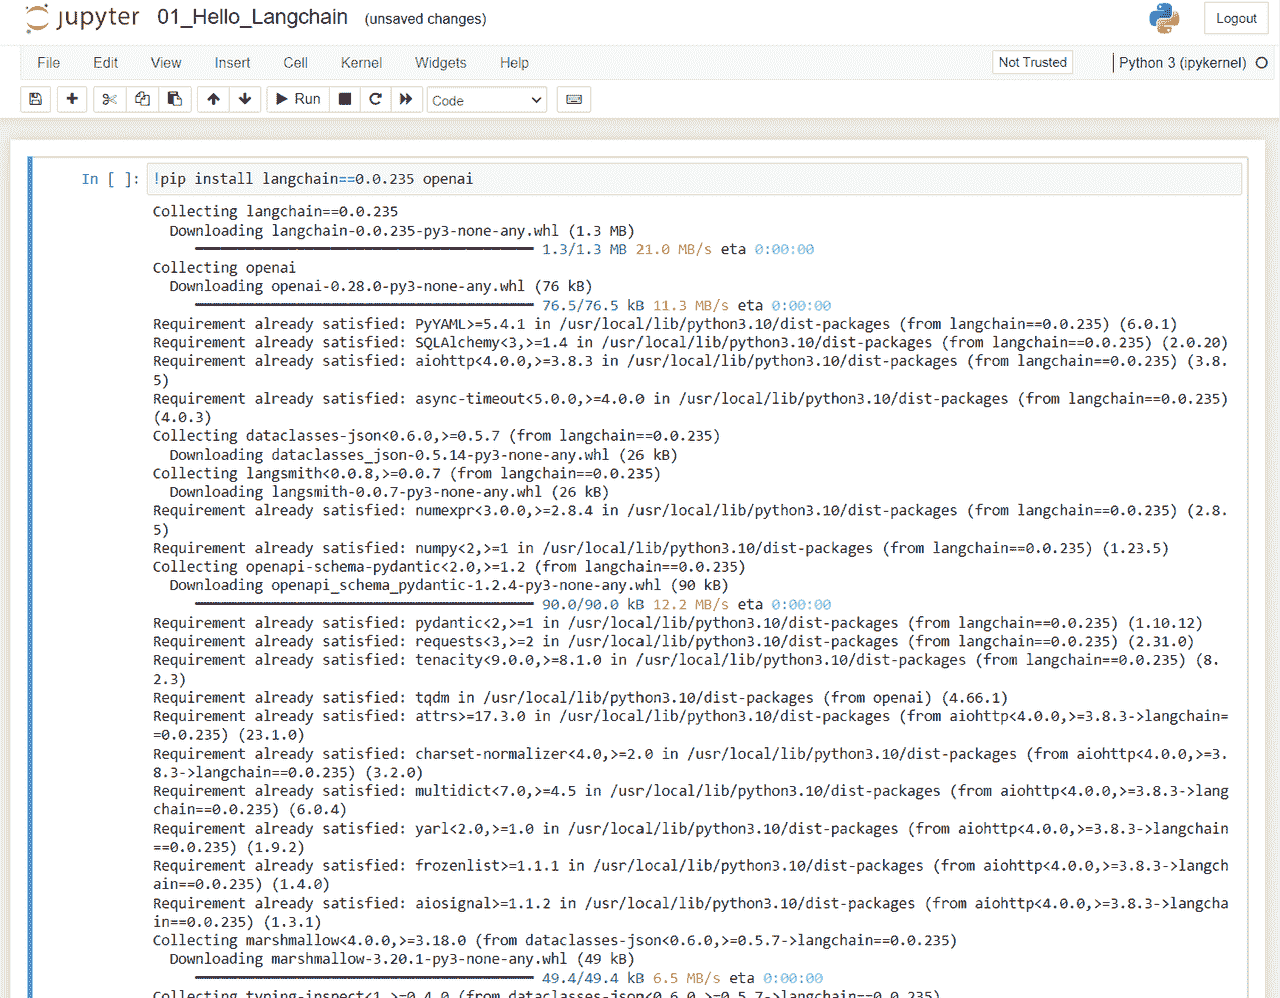 jupyter 01_Hello_Langchain (unsaved changes)
Logout
File Edit View Insert Cell Kernel Widgets Help
Not Trusted
Python 3 (ipykernel)
Run
Code
In [ ]: !pip install langchain==0.0.235 openai
Collecting langchain==0.0.235
Downloading langchain-0.0.235-py3-none-any.whl (1.3 MB)
1.3/1.3 MB 21.0 MB/s eta 0:00:00
Collecting openai
Downloading openai-0.28.0-py3-none-any.whl (76 kB)
76.5/76.5 kB 11.3 MB/s eta 0:00:00
Requirement already satisfied: PyYAML>=5.4.1 in /usr/local/lib/python3.10/dist-packages (from langchain==0.0.235) (6.0.1)
Requirement already satisfied: SQLAlchemy<3,>=1.4 in /usr/local/lib/python3.10/dist-packages (from langchain==0.0.235) (2.0.20)
Requirement already satisfied: aiohttp<4.0.0,>=3.8.3 in /usr/local/lib/python3.10/dist-packages (from langchain==0.0.235) (3.8.
5)
Requirement already satisfied: async-timeout<5.0.0,>=4.0.0 in /usr/local/lib/python3.10/dist-packages (from langchain==0.0.235)
(4.0.3)
Collecting dataclasses-json<0.6.0,>=0.5.7 (from langchain==0.0.235)
Downloading dataclasses_json-0.5.14-py3-none-any.whl (26 kB)
Collecting langsmith<0.0.8,>=0.0.7 (from langchain==0.0.235)
Downloading langsmith-0.0.7-py3-none-any.whl (26 kB)
Requirement already satisfied: numexpr<3.0.0,>=2.8.4 in /usr/local/lib/python3.10/dist-packages (from langchain==0.0.235) (2.8.
5)
Requirement already satisfied: numpy<2,>=1 in /usr/local/lib/python3.10/dist-packages (from langchain==0.0.235) (1.23.5)
Collecting openapi-schema-pydantic<2.0,>=1.2 (from langchain==0.0.235)
Downloading openapi_schema_pydantic-1.2.4-py3-none-any.whl (90 kB)
90.0/90.0 kB 12.2 MB/s eta 0:00:00
Requirement already satisfied: pydantic<2,>=1 in /usr/local/lib/python3.10/dist-packages (from langchain==0.0.235) (1.10.12)
Requirement already satisfied: requests<3,>=2 in /usr/local/lib/python3.10/dist-packages (from langchain==0.0.235) (2.31.0)
Requirement already satisfied: tenacity<9.0.0,>=8.1.0 in /usr/local/lib/python3.10/dist-packages (from langchain==0.0.235) (8.
2.3)
Requirement already satisfied: tqdm in /usr/local/lib/python3.10/dist-packages (from openai) (4.66.1)
Requirement already satisfied: attrs>=17.3.0 in /usr/local/lib/python3.10/dist-packages (from aiohttp<4.0.0,>=3.8.3->langchain=
=0.0.235) (23.1.0)
Requirement already satisfied: charset-normalizer<4.0,>=2.0 in /usr/local/lib/python3.10/dist-packages (from aiohttp<4.0.0,>=3.
8.3->langchain==0.0.235) (3.2.0)
Requirement already satisfied: multidict<7.0,>=4.5 in /usr/local/lib/python3.10/dist-packages (from aiohttp<4.0.0,>=3.8.3->lang
chain==0.0.235) (6.0.4)
Requirement already satisfied: yarl<2.0,>=1.0 in /usr/local/lib/python3.10/dist-packages (from aiohttp<4.0.0,>=3.8.3->langchain
==0.0.235) (1.9.2)
Requirement already satisfied: frozenlist>=1.1.1 in /usr/local/lib/python3.10/dist-packages (from aiohttp<4.0.0,>=3.8.3->langch
ain==0.0.235) (1.4.0)
Requirement already satisfied: aiosignal>=1.1.2 in /usr/local/lib/python3.10/dist-packages (from aiohttp<4.0.0,>=3.8.3->langcha
in==0.0.235) (1.3.1)
Collecting marshmallow<4.0.0,>=3.18.0 (from dataclasses-json<0.6.0,>=0.5.7->langchain==0.0.235)
Downloading marshmallow-3.20.1-py3-none-any.whl (49 kB)
49.4/49.4 kB 6.5 MB/s eta 0:00:00
Collecting typing-inspect<1,>=0.4.0 (from dataclasses-json<0.6.0,>=0.5.7->langchain==0.0.235)